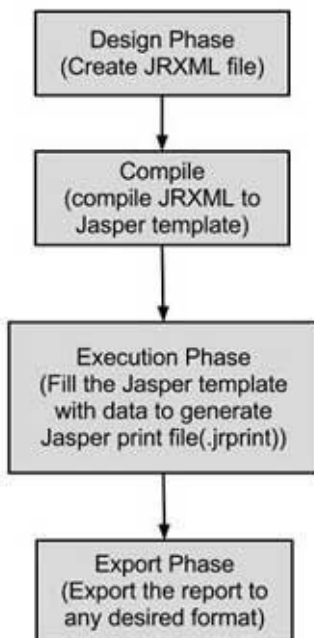 Design Phase
(Create JRXML file)
Compile
(compile JRXML to
Jasper template)
Execution Phase
(Fill the Jasper template
with data to generate
Jasper print file(.jrprint))
Export Phase
(Export the report to
any desired format)